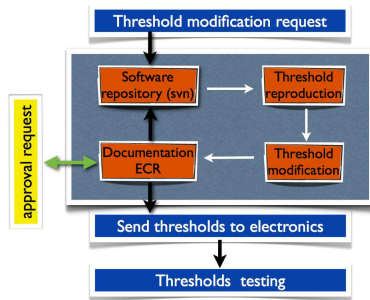 Threshold modification request
Software
repository (svn)
Threshold
reproduction
approval request
Documentation
ECR
Threshold
modification
Send thresholds to electronics
Thresholds testing